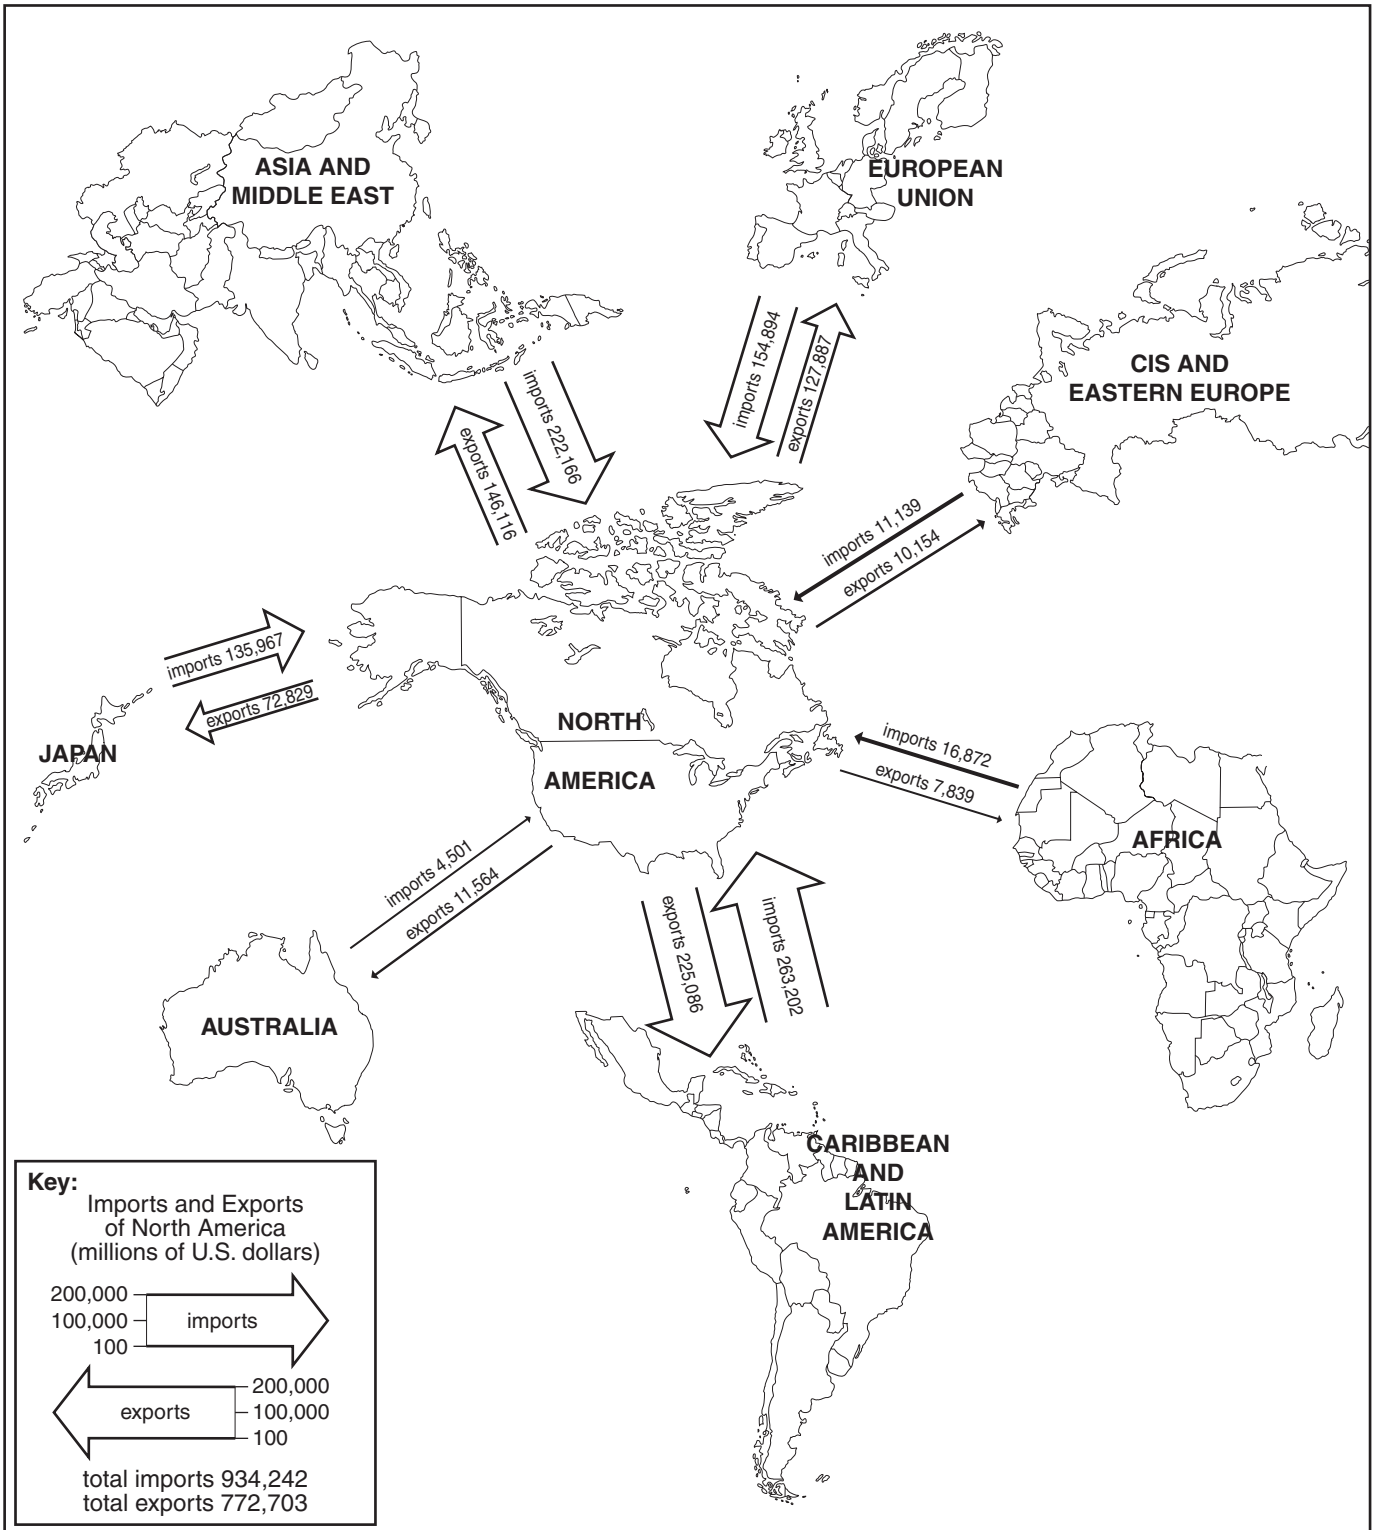 ASIA AND
MIDDLE EAST
EUROPEAN
UNION
CIS AND
EASTERN EUROPE
imports 154,894
exports 127,887
imports 222,166
exports 146,116
imports 11,139
exports 10,154
imports 135,967
exports 72,829
JAPAN
NORTH
AMERICA
imports 16,872
exports 7,839
AFRICA
imports 4,501
exports 11,564
exports 225,086
imports 263,202
AUSTRALIA
CARIBBEAN
AND
LATIN
AMERICA
Key:
Imports and Exports
of North America
(millions of U.S. dollars)
200,000
100,000
100
imports
200,000
100,000
100
exports
total imports 934,242
total exports 772,703